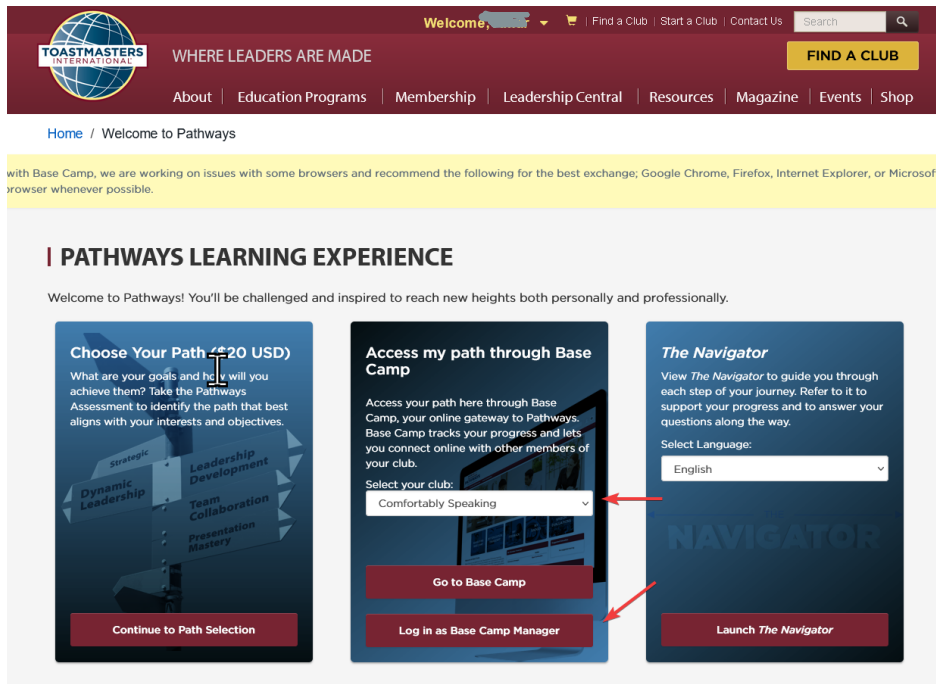 Welcome,
Find a Club | Start a Club | Contact Us
Search
TOASTMASTERS
INTERNATIONAL
WHERE LEADERS ARE MADE
FIND A CLUB
About | Education Programs | Membership | Leadership Central | Resources | Magazine | Events | Shop
Home / Welcome to Pathways
with Base Camp, we are working on issues with some browsers and recommend the following for the best exchange; Google Chrome, Firefox, Internet Explorer, or Microsof
browser whenever possible.
PATHWAYS LEARNING EXPERIENCE
Welcome to Pathways! You'll be challenged and inspired to reach new heights both personally and professionally.
Choose Your Path ($20 USD)
What are your goals and how will you
achieve them? Take the Pathways
Assessment to identify the path that best
aligns with your interests and objectives.
Strategic
Leadership
Development
Dynamic
Leadership
Team
Collaboration
Presentation
Mastery
Continue to Path Selection
Access my path through Base
Camp
Access your path here through Base
Camp, your online gateway to Pathways.
Base Camp tracks your progress and lets
you connect online with other members of
your club.
Select your club:
Comfortably Speaking
Go to Base Camp
Log in as Base Camp Manager
The Navigator
View The Navigator to guide you through
each step of your journey. Refer to it to
support your progress and to answer your
questions along the way.
Select Language:
English
NAVIGATOR
Launch The Navigator